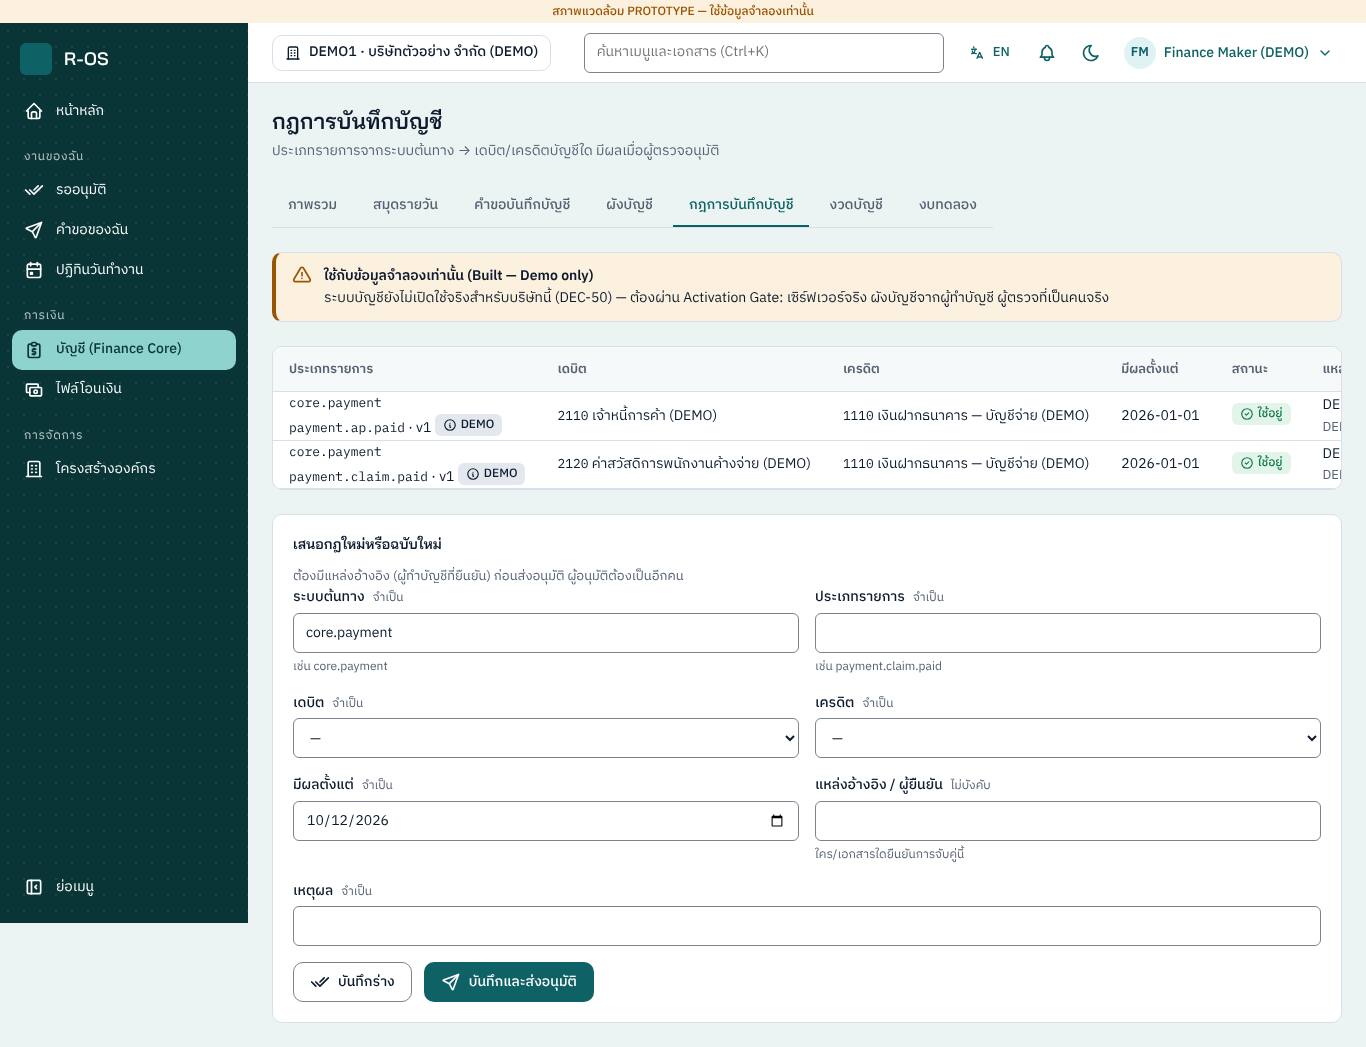 สภาพแวดล้อม PROTOTYPE — ใช้ข้อมูลจำลองเท่านั้น
R-OS
DEMO1 · บริษัทตัวอย่าง จำกัด (DEMO)
ค้นหาเมนูและเอกสาร (Ctrl+K)
EN
FM
Finance Maker (DEMO)
หน้าหลัก
งานของฉัน
รออนุมัติ
คำขอของฉัน
ปฏิทินวันทำงาน
การเงิน
บัญชี (Finance Core)
ไฟล์โอนเงิน
การจัดการ
โครงสร้างองค์กร
ย่อเมนู
กฎการบันทึกบัญชี
ประเภทรายการจากระบบต้นทาง → เดบิต/เครดิตบัญชีใด มีผลเมื่อผู้ตรวจอนุมัติ
ภาพรวม สมุดรายวัน คำขอบันทึกบัญชี ผังบัญชี กฎการบันทึกบัญชี งวดบัญชี งบทดลอง
ใช้กับข้อมูลจำลองเท่านั้น (Built — Demo only)
ระบบบัญชียังไม่เปิดใช้จริงสำหรับบริษัทนี้ (DEC-50) — ต้องผ่าน Activation Gate: เซิร์ฟเวอร์จริง ผังบัญชีจากผู้ทำบัญชี ผู้ตรวจที่เป็นคนจริง
ประเภทรายการ เดบิต เครดิต มีผลตั้งแต่ สถานะ
core.payment
payment.ap.paid · v1 DEMO 2110 เจ้าหนี้การค้า (DEMO) 1110 เงินฝากธนาคาร — บัญชีจ่าย (DEMO) 2026-01-01 ใช้อยู่
core.payment
payment.claim.paid · v1 DEMO 2120 ค่าสวัสดิการพนักงานค้างจ่าย (DEMO) 1110 เงินฝากธนาคาร — บัญชีจ่าย (DEMO) 2026-01-01 ใช้อยู่
เสนอกฎใหม่หรือฉบับใหม่
ต้องมีแหล่งอ้างอิง (ผู้ทำบัญชีที่ยืนยัน) ก่อนส่งอนุมัติ ผู้อนุมัติต้องเป็นอีกคน
ระบบต้นทาง จำเป็น ประเภทรายการ จำเป็น
core.payment
เช่น core.payment เช่น payment.claim.paid
เดบิต จำเป็น เครดิต จำเป็น
— —
มีผลตั้งแต่ จำเป็น แหล่งอ้างอิง / ผู้ยืนยัน ไม่บังคับ
10/12/2026
ใคร/เอกสารใดยืนยันการจับคู่นี้
เหตุผล จำเป็น
บันทึกร่าง บันทึกและส่งอนุมัติ